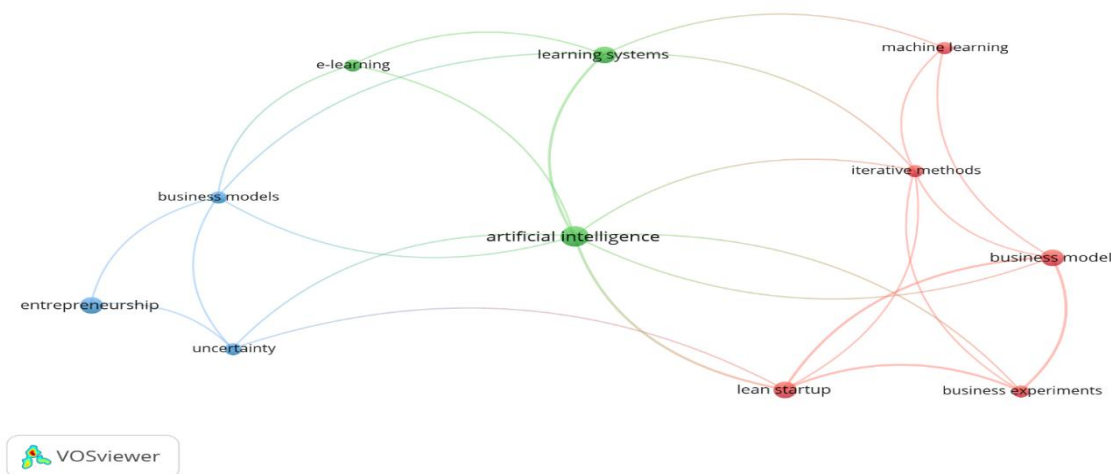 machine learning
learning systems
e-learning
iterative methods
business models
artificial intelligence
business model
entrepreneurship
uncertainty
lean startup
business experiments
VOSviewer